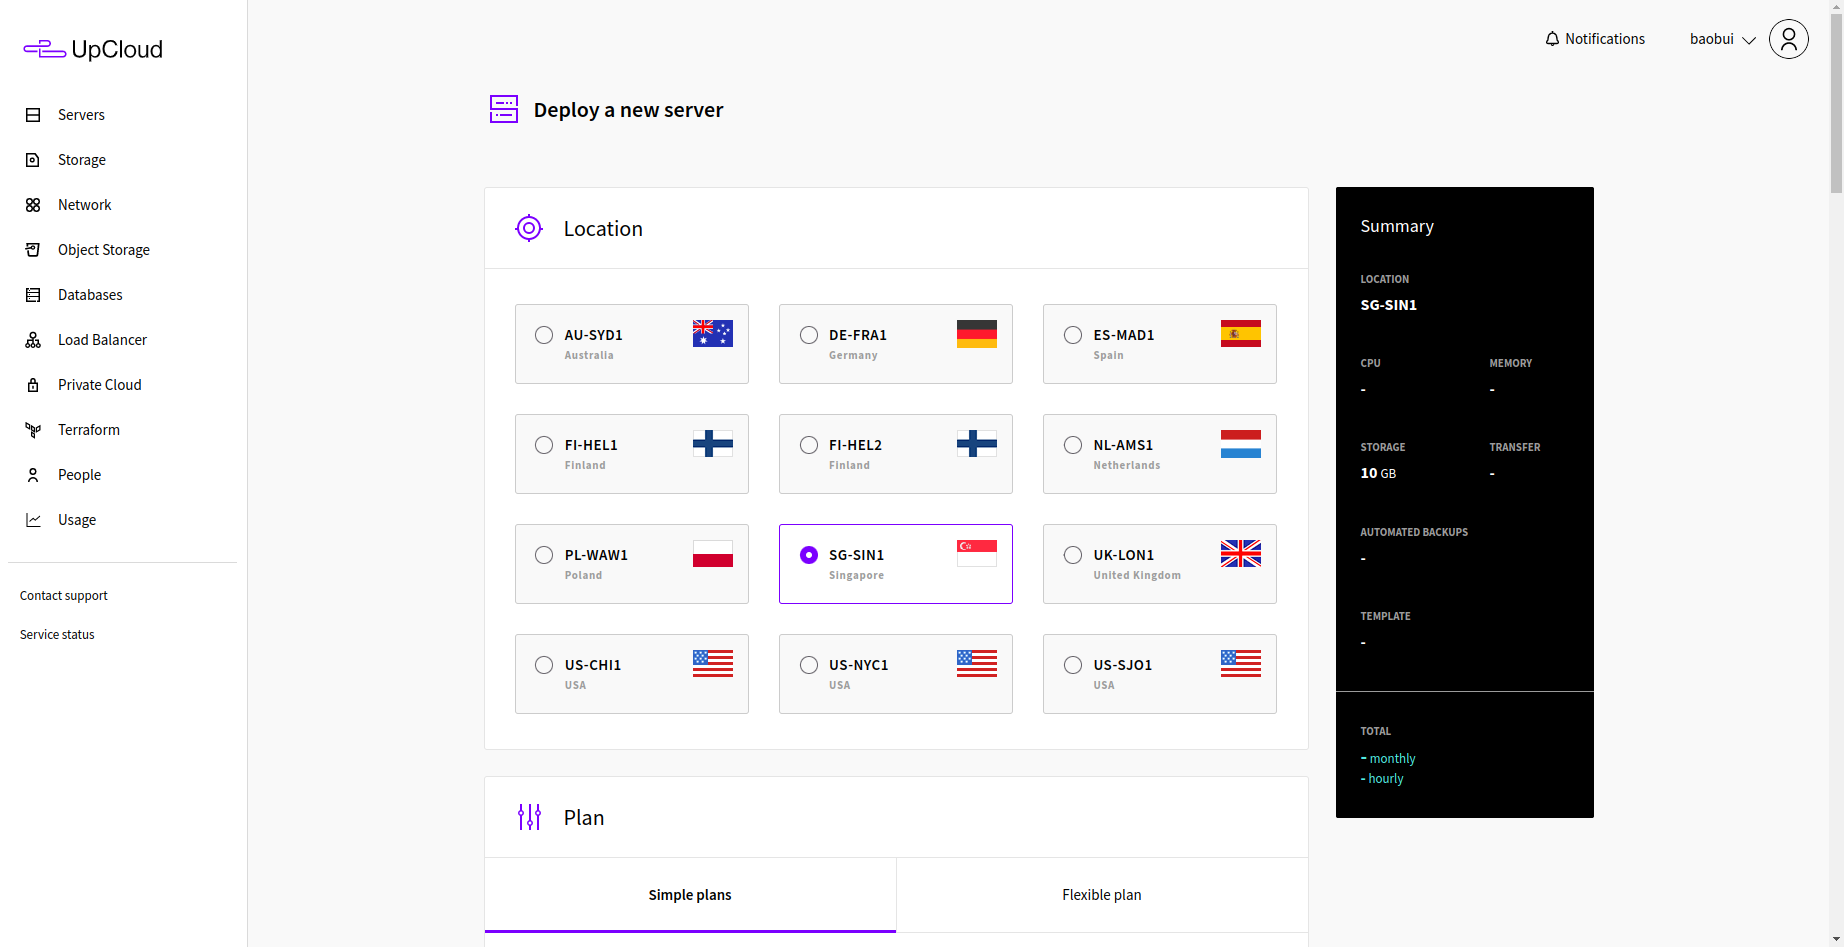 UpCloud
Notifications
baobui
Servers
Storage
Network
Object Storage
Databases
Load Balancer
Private Cloud
Terraform
People
Usage
Contact support
Service status
Deploy a new server
Location
AU-SYD1
Australia
DE-FRA1
Germany
ES-MAD1
Spain
FI-HEL1
Finland
FI-HEL2
Finland
NL-AMS1
Netherlands
PL-WAW1
Poland
SG-SIN1
Singapore
UK-LON1
United Kingdom
US-CHI1
USA
US-NYC1
USA
US-SJO1
USA
Plan
Simple plans
Flexible plan
Summary
LOCATION
SG-SIN1
CPU
-
MEMORY
-
STORAGE
10 GB
TRANSFER
-
AUTOMATED BACKUPS
-
TEMPLATE
-
TOTAL
- monthly
- hourly